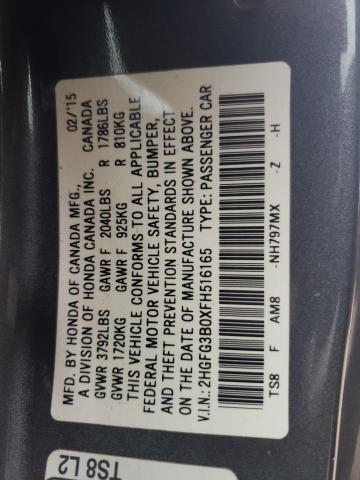 MFD. BY HONDA OF CANADA MFG., 02/'15
A DIVISION OF HONDA CANADA INC. CANADA
GVWR 3792LBS GAWR F 2040LBS R 1786LBS
GVWR 1720KG GAWR F 925KG R 810KG
THIS VEHICLE CONFORMS TO ALL APPLICABLE
FEDERAL MOTOR VEHICLE SAFETY, BUMPER,
AND THEFT PREVENTION STANDARDS IN EFFECT
ON THE DATE OF MANUFACTURE SHOWN ABOVE.
V.I.N.: 2HGFG3B0XFH516165 TYPE: PASSENGER CAR
TS8 F AM8 -NH797MX -Z -H
TS8 L2